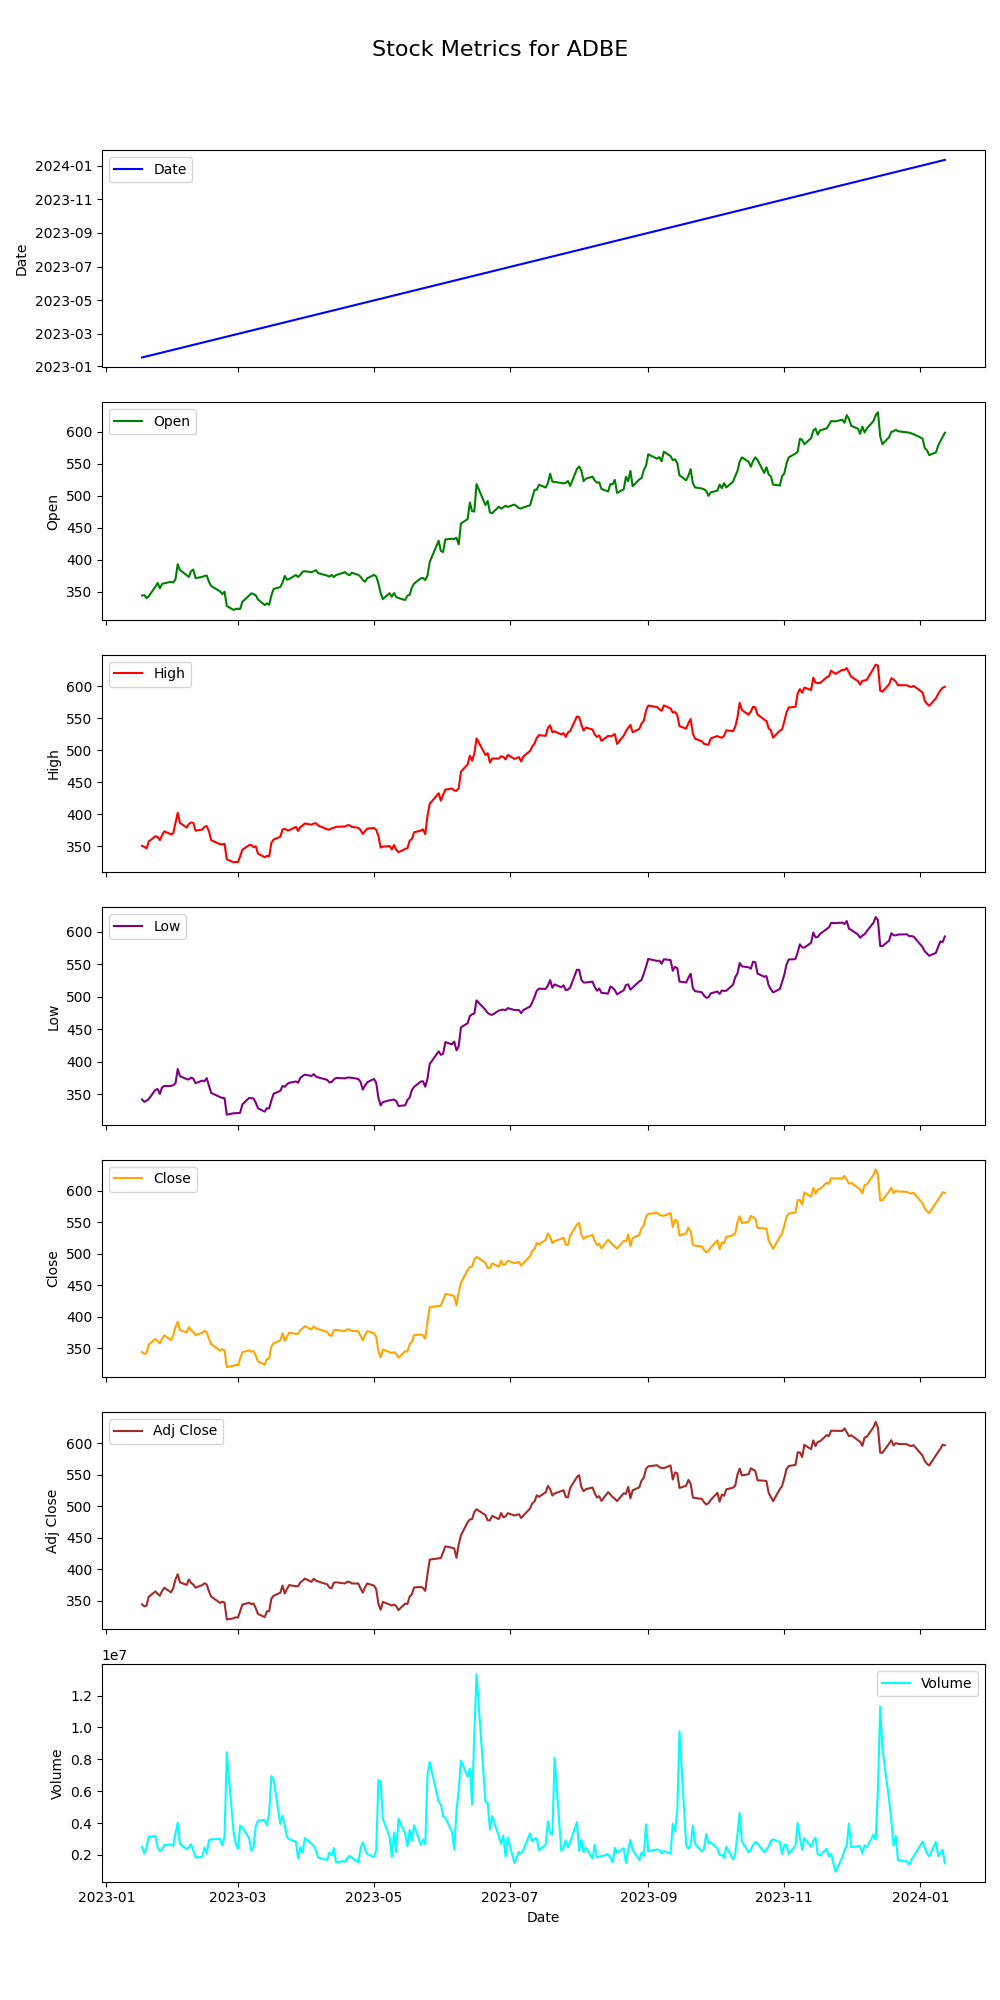 Stock Metrics for ADBE
2024-01
2023-11
2023-09
2023-07
2023-05
2023-03
2023-01
Date
Date
600
550
500
450
400
350
Open
Open
600
550
500
450
400
350
High
High
600
550
500
450
400
350
Low
Low
600
550
500
450
400
350
Close
Close
600
550
500
450
400
350
Adj Close
Adj Close
1e7
1.2
1.0
0.8
0.6
0.4
0.2
Volume
Volume
2023-01 2023-03 2023-05 2023-07 2023-09 2023-11 2024-01
Date